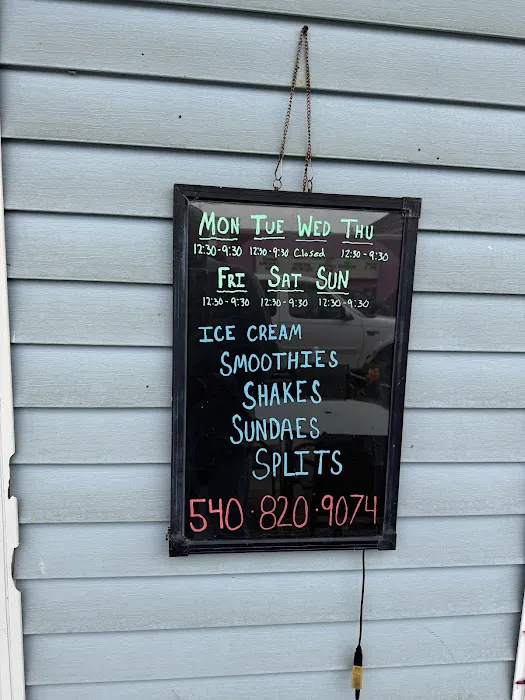 MON TUE WED THU
12:30-9:30 12:30-9:30 Closed 12:30-9:30
FRI SAT SUN
12:30-9:30 12:30-9:30 12:30-9:30
ICE CREAM
SMOOTHIES
SHAKES
SUNDAES
SPLITS
540·820·9074